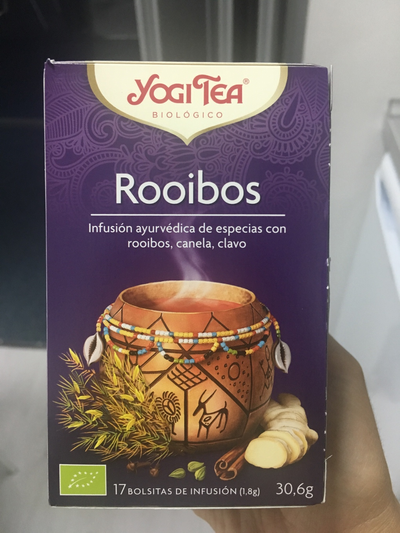 YOGI TEA®
BIOLÓGICO
Rooibos
Infusión ayurvédica de especias con
rooibos, canela, clavo
17 BOLSITAS DE INFUSIÓN (1,8g) 30,6g